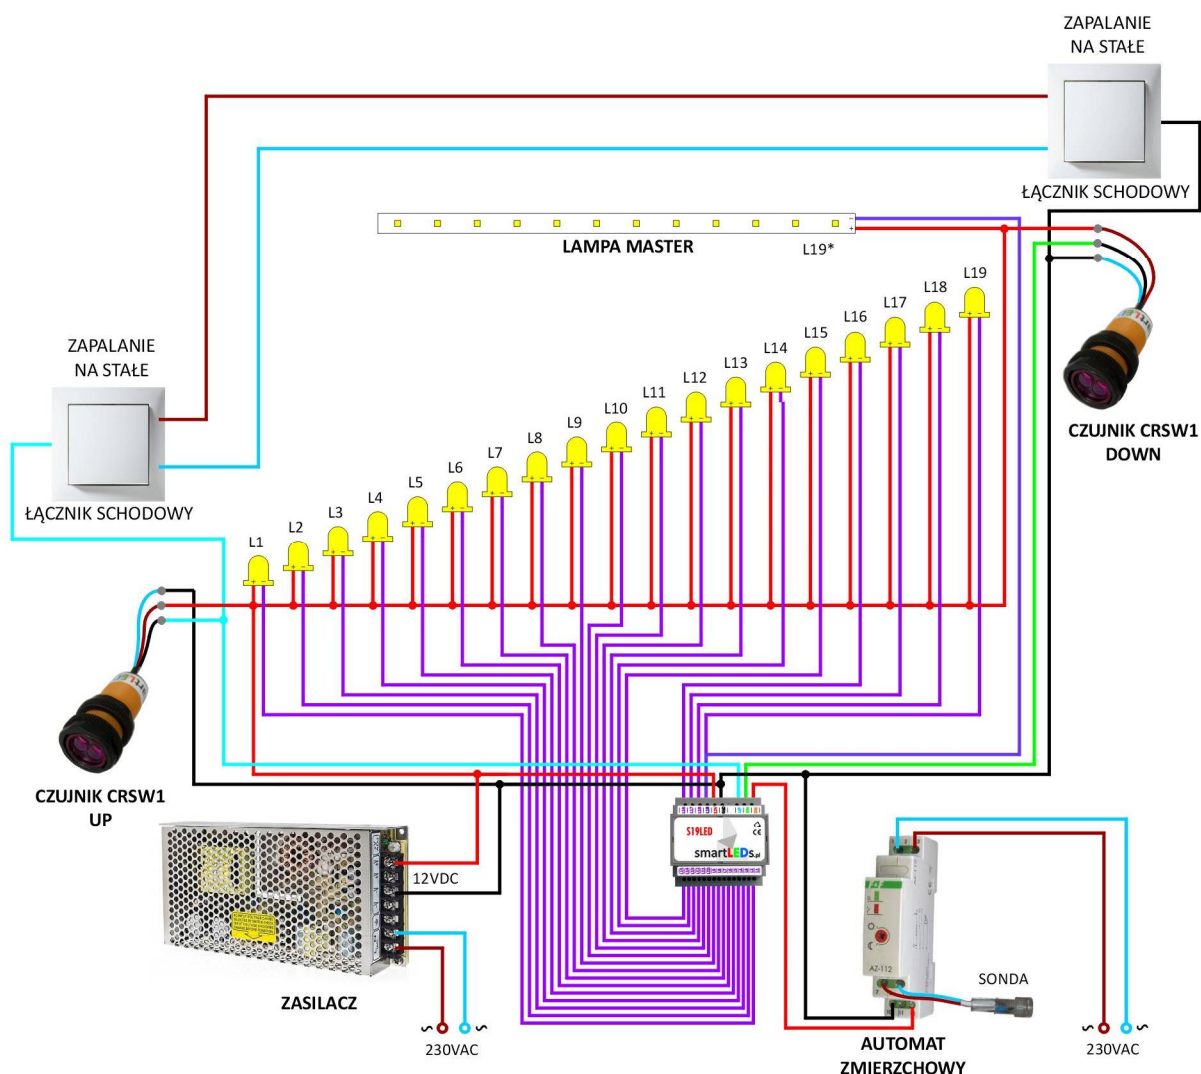 ZAPALANIE
NA STAŁE
ŁĄCZNIK SCHODOWY
LAMPA MASTER
L19*
−
+
CZUJNIK CRSW1
DOWN
ZAPALANIE
NA STAŁE
ŁĄCZNIK SCHODOWY
L1
L2
L3
L4
L5
L6
L7
L8
L9
L10
L11
L12
L13
L14
L15
L16
L17
L18
L19
CZUJNIK CRSW1
UP
S19LED
smartLEDs.pl
12VDC
ZASILACZ
~ ~
230VAC
AZ-112
SONDA
AUTOMAT
ZMIERZCHOWY
~ ~
230VAC